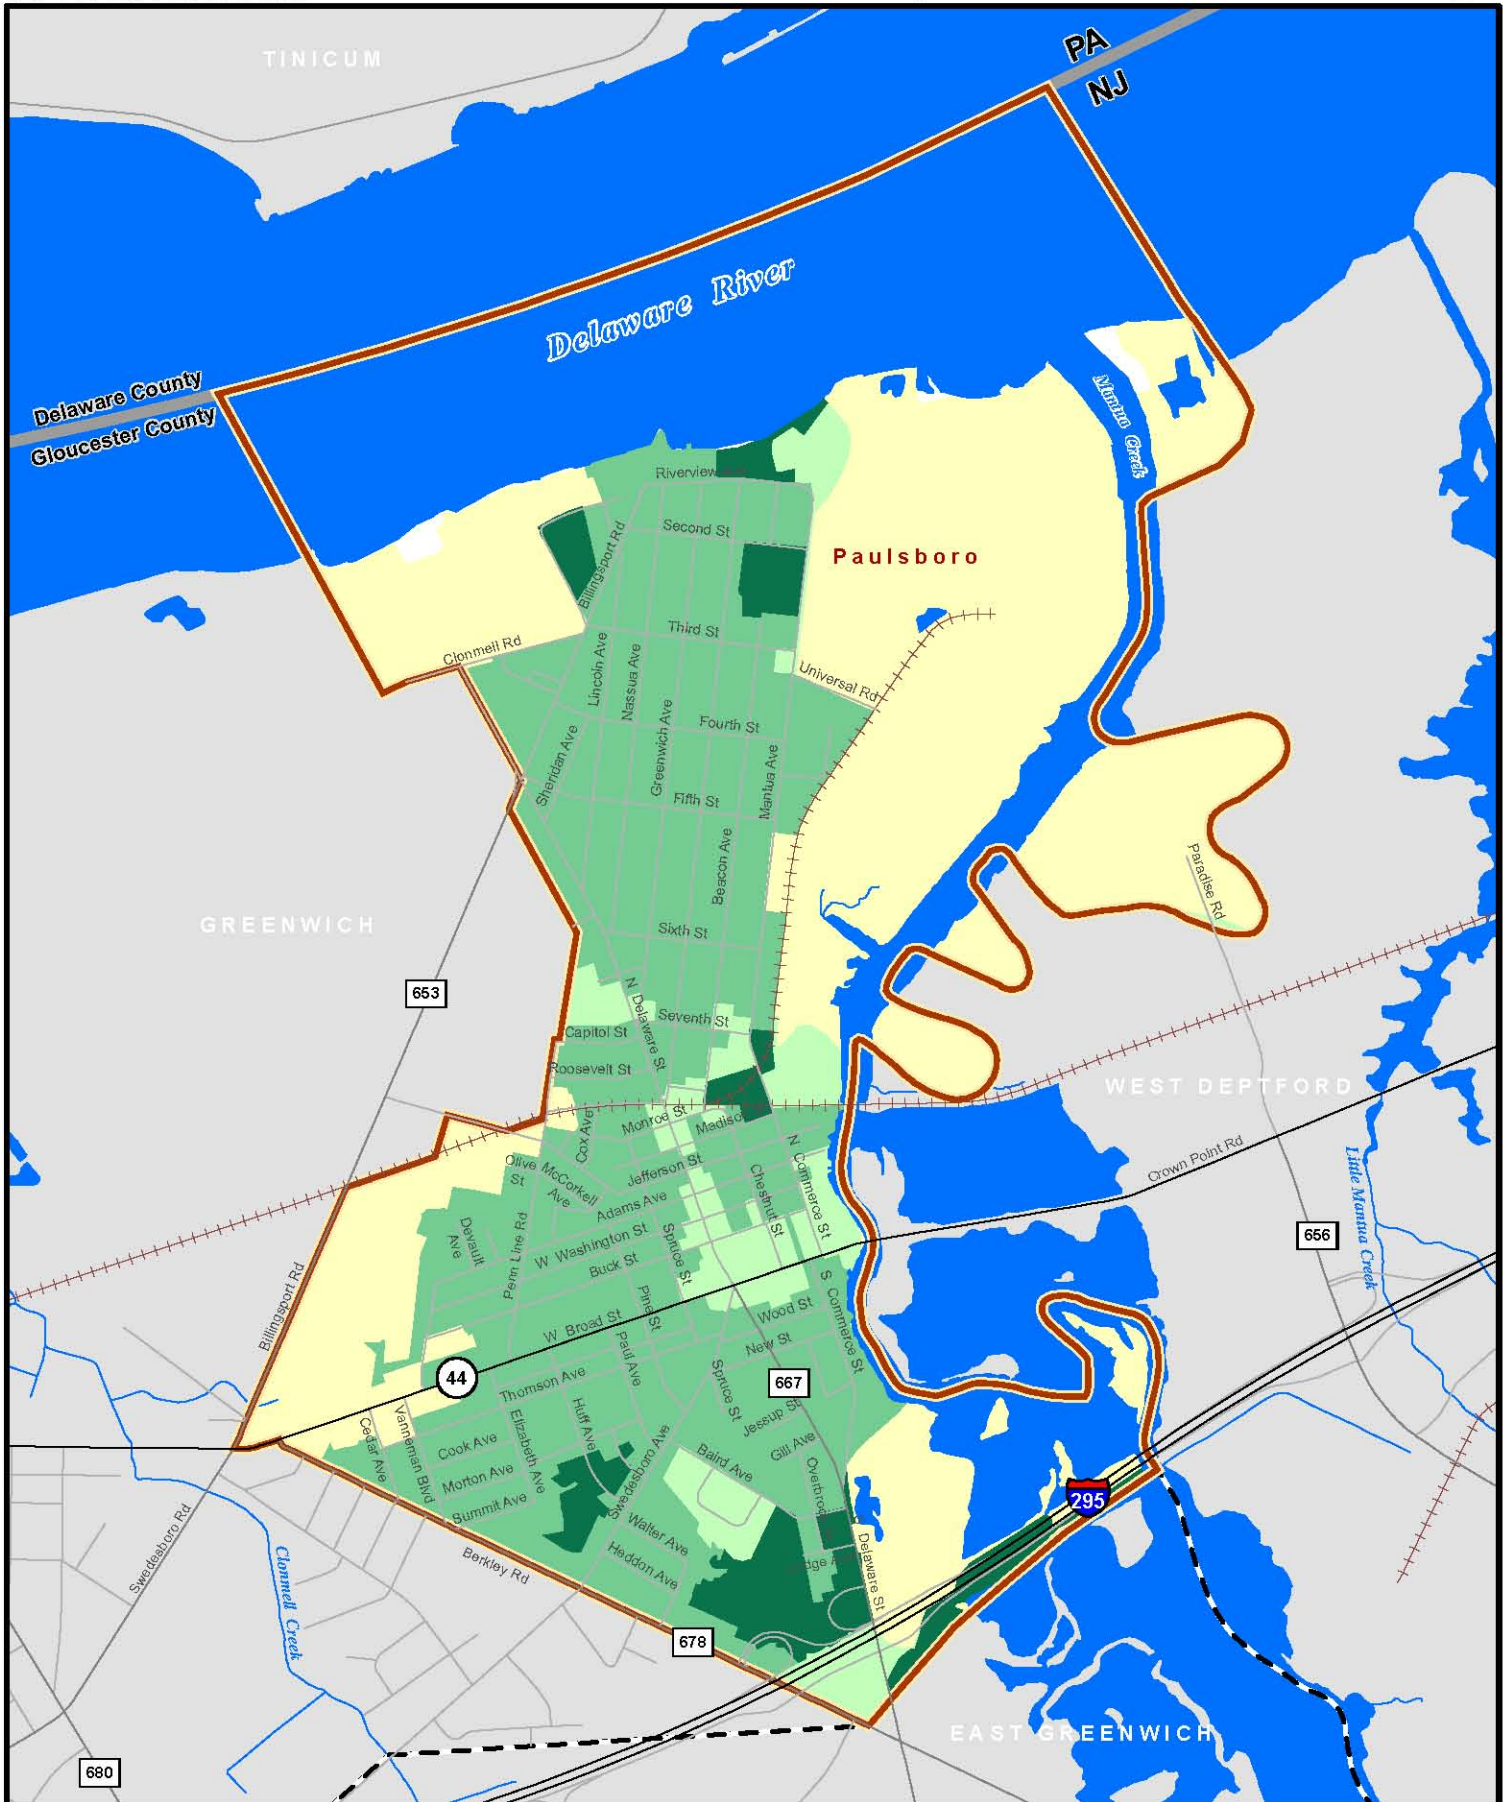 TINICUM
PA
NJ
Delaware River
Delaware County
Gloucester County
Mantua Creek
Riverview
Second St
Billingsport Rd
Paulsboro
Third St
Clonmell Rd
Lincoln Ave
Nassua Ave
Universal Rd
Greenwich Ave
Fourth St
Sheridan Ave
Mantua Ave
Fifth St
Beacon Ave
Paradise Rd
GREENWICH
Sixth St
653
N Delaware St
Seventh St
Capitol St
Roosevelt St
WEST DEPTFORD
Monroe St
Madison
Cox Ave
N Commerce St
Crown Point Rd
Olive
St
McCorkell
Ave
Jefferson St
Chestnut St
Little Mantua Creek
Adams Ave
Devault
Ave
Penn Line Rd
W Washington St
Spruce St
656
Buck St
Billingsport Rd
Pine St
S Commerce St
Wood St
W Broad St
New St
Paul Ave
44
Thomson Ave
Spruce St
667
Jessup St
Cedar Ave
Vanneman Blvd
Elizabeth Ave
Huff Ave
Cook Ave
Swedesboro Ave
Baird Ave
Gill Ave
Morton Ave
Summit Ave
295
Swedesboro Rd
Walter Ave
Delaware St
Heddon Ave
Berkley Rd
Clonmell Creek
678
EAST GREENWICH
680